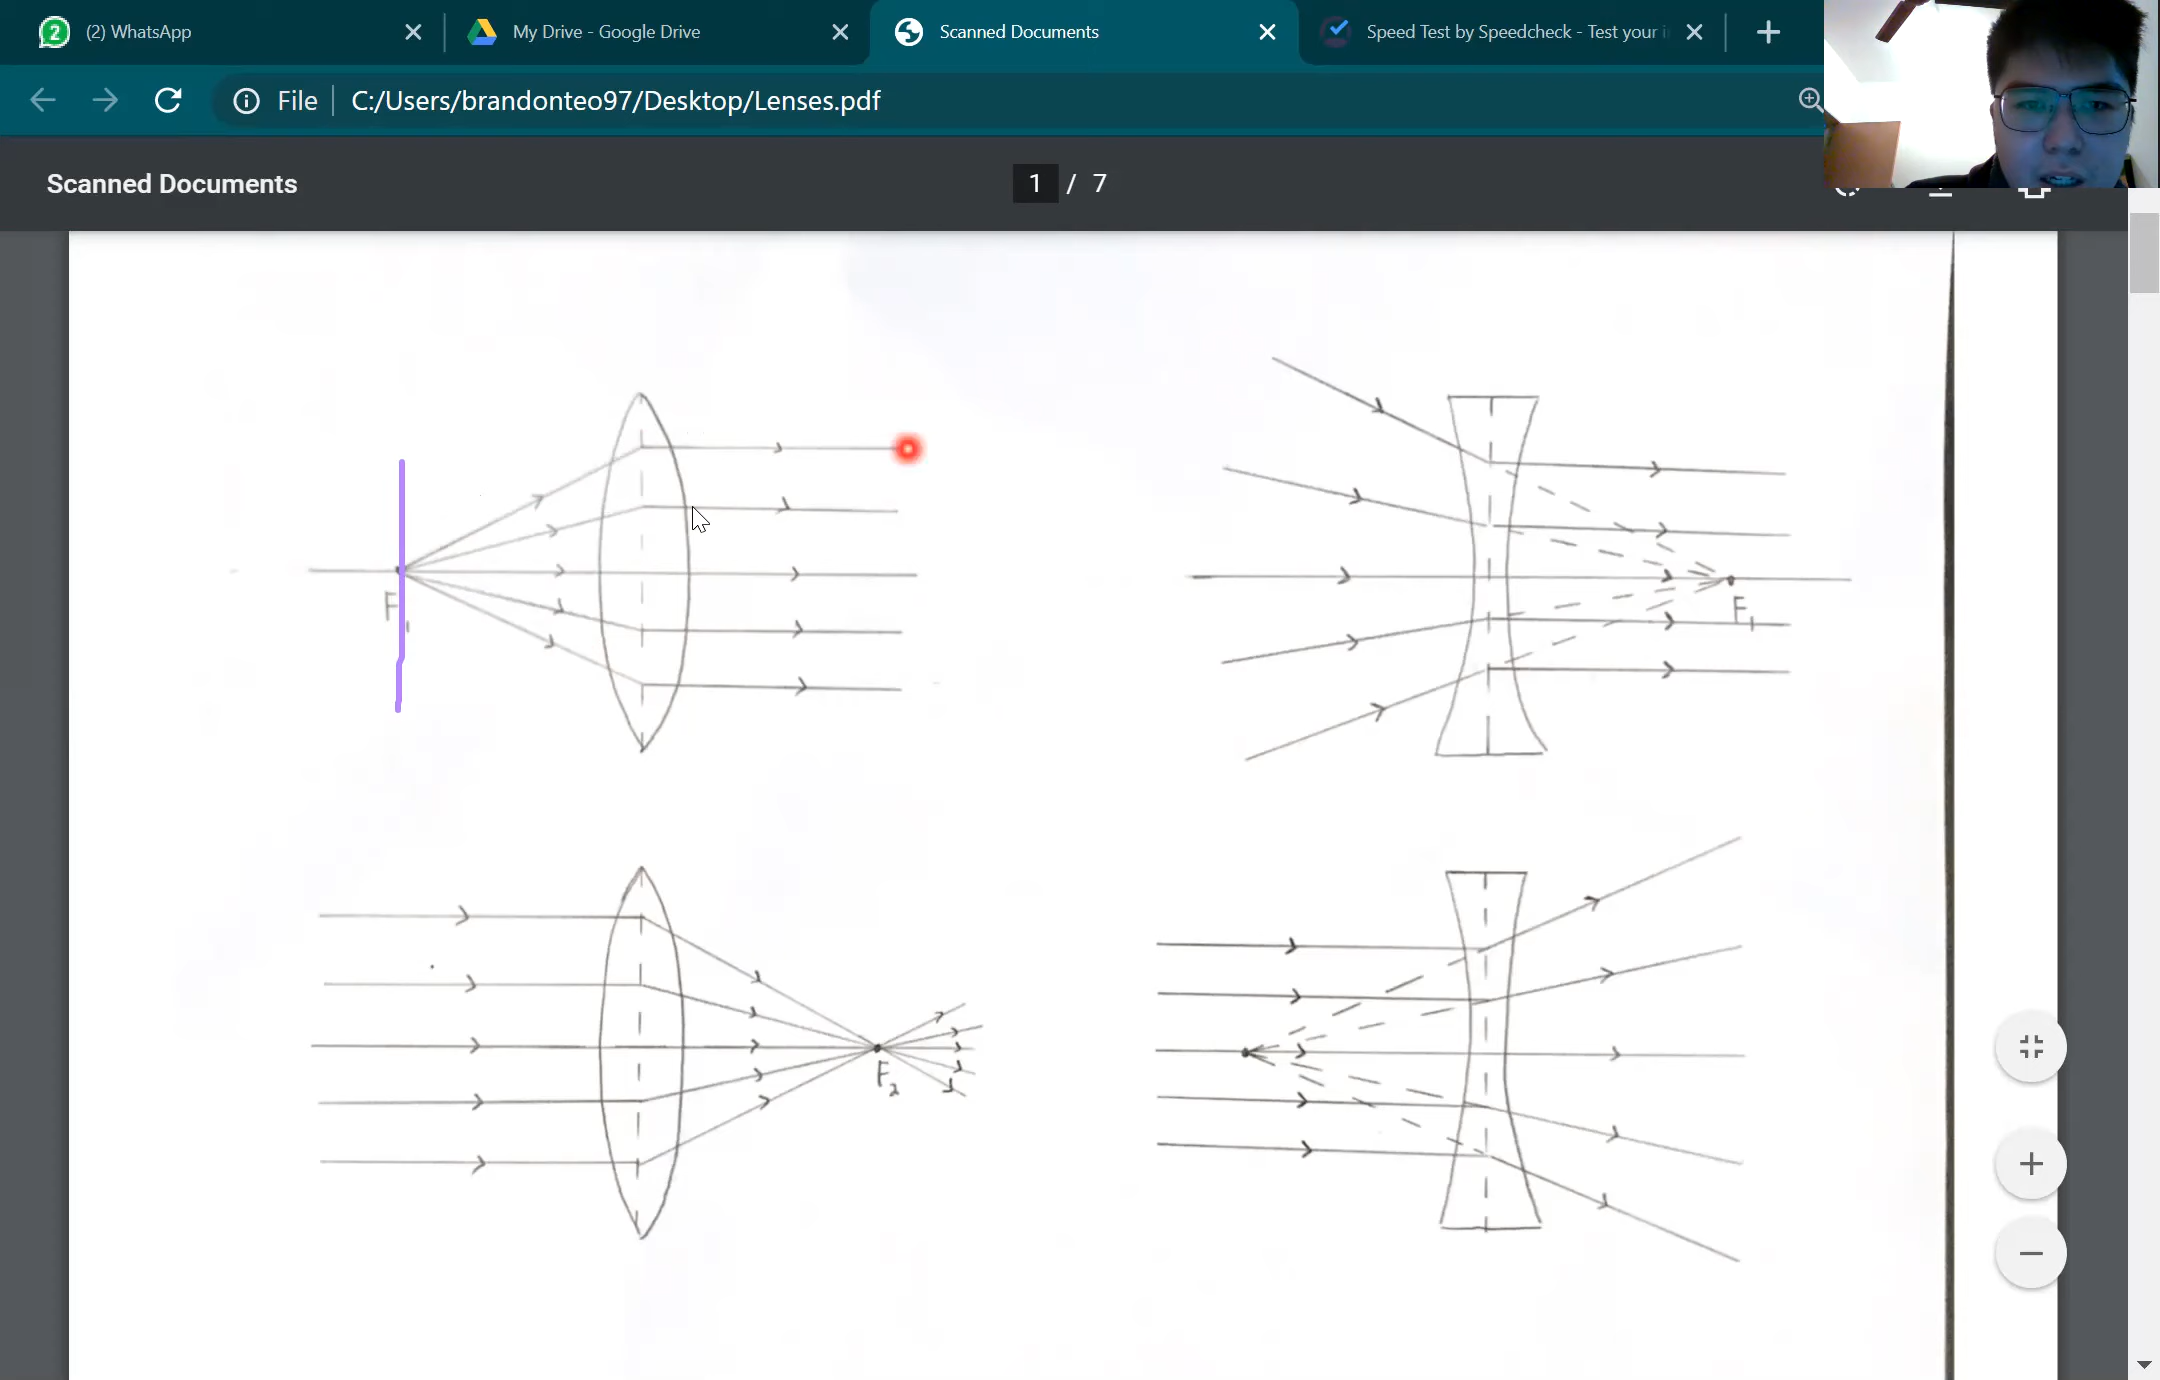 (2) WhatsApp
My Drive - Google Drive
Scanned Documents
Speed Test by Speedcheck - Test your i
File
C:/Users/brandonteo97/Desktop/Lenses.pdf
Scanned Documents
1 / 7
F1
F1
F2